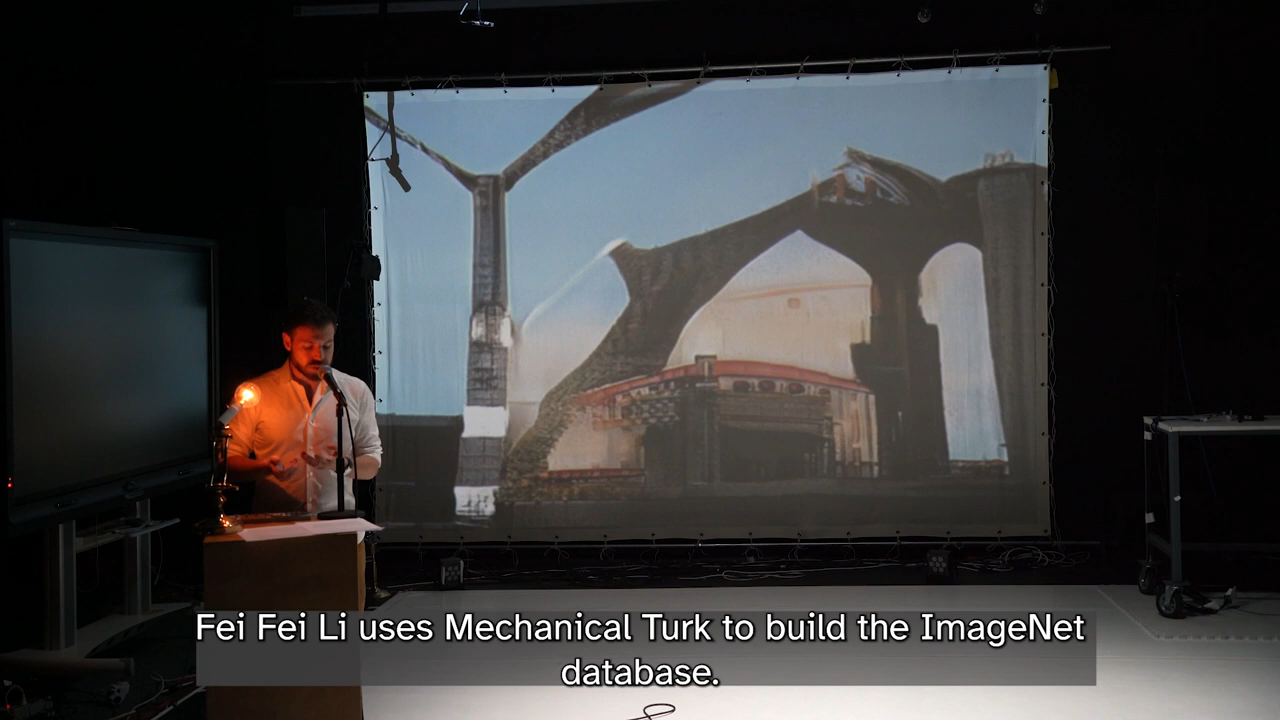 Fei Fei Li uses Mechanical Turk to build the ImageNet
database.